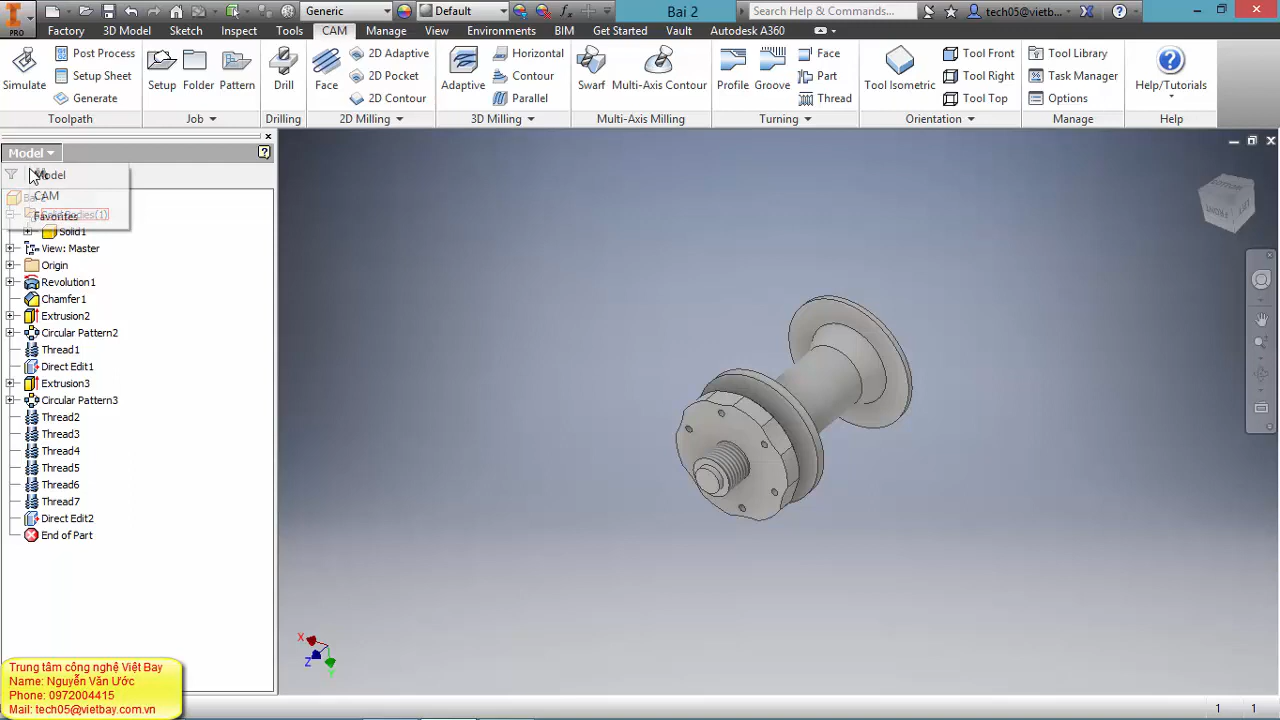 PRO
Generic
Default
Bai 2
Search Help & Commands...
tech05@vietbay....
Factory 3D Model Sketch Inspect Tools CAM Manage View Environments BIM Get Started Vault Autodesk A360
Simulate
Post Process
Setup Sheet
Generate
Toolpath
Setup
Folder
Pattern
Job
Drill
Drilling
Face
2D Adaptive
2D Pocket
2D Contour
2D Milling
Adaptive
Horizontal
Contour
Parallel
3D Milling
Swarf
Multi-Axis Contour
Multi-Axis Milling
Profile
Groove
Face
Part
Thread
Turning
Tool Isometric
Tool Front
Tool Right
Tool Top
Orientation
Tool Library
Task Manager
Options
Manage
Help/Tutorials
Help
Model
Model
CAM
Favorites
Solid1
View: Master
Origin
Revolution1
Chamfer1
Extrusion2
Circular Pattern2
Thread1
Direct Edit1
Extrusion3
Circular Pattern3
Thread2
Thread3
Thread4
Thread5
Thread6
Thread7
Direct Edit2
End of Part
FRONT
X
Z
Y
Trung tâm công nghệ Việt Bay
Name: Nguyễn Văn Ước
Phone: 0972004415
Mail: tech05@vietbay.com.vn
1 1